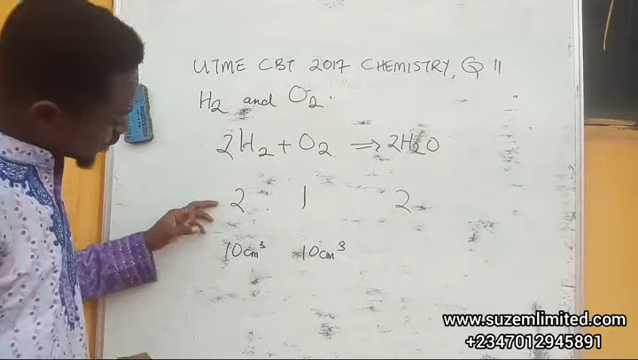 UTME CBT 2017 CHEMISTRY, Q 11
H₂ and O₂.
2H₂ + O₂ ⇒ 2H₂O
2 1 2
10cm³ 10cm³
www.suzemlimited.com
+2347012945891